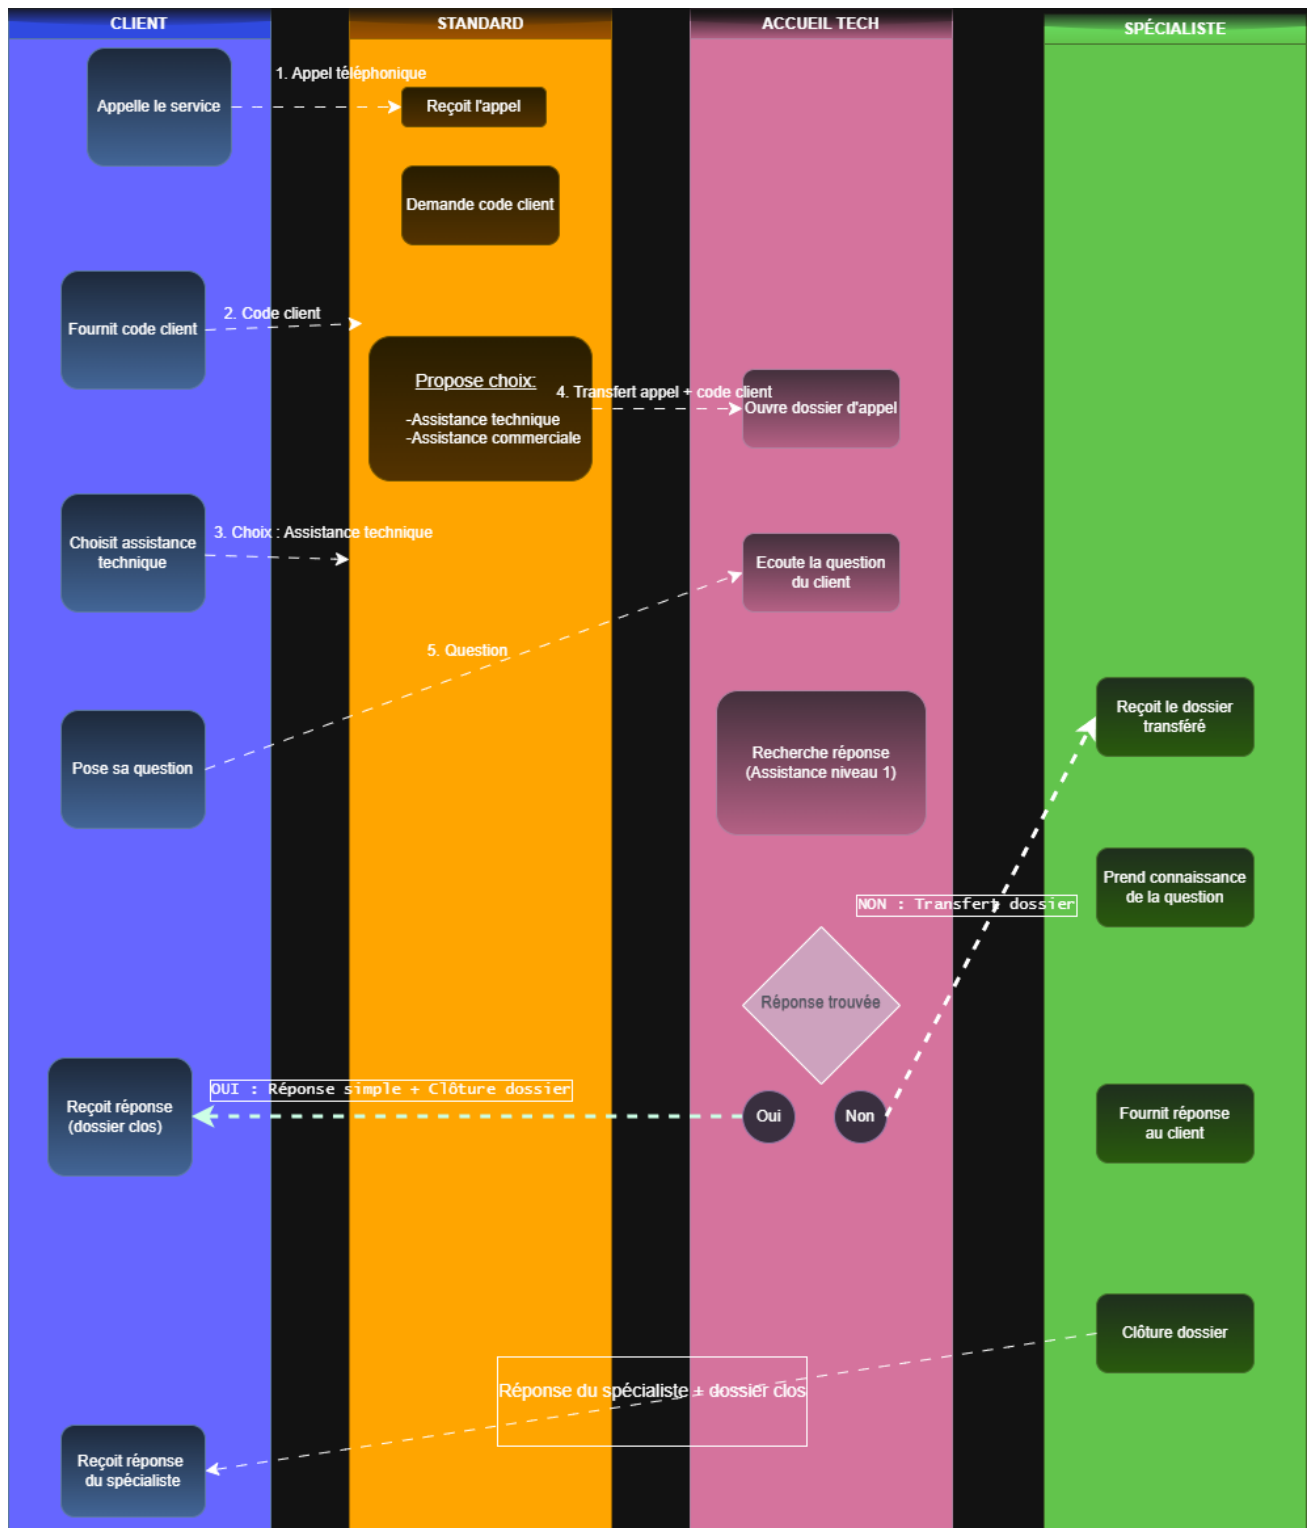 CLIENT
STANDARD
ACCUEIL TECH
SPÉCIALISTE
1. Appel téléphonique
Appelle le service
Reçoit l'appel
Demande code client
2. Code client
Fournit code client
Propose choix:
-Assistance technique
-Assistance commerciale
4. Transfert appel + code client
Ouvre dossier d'appel
3. Choix : Assistance technique
Choisit assistance
technique
Ecoute la question
du client
5. Question
Pose sa question
Recherche réponse
(Assistance niveau 1)
Reçoit le dossier
transféré
Prend connaissance
de la question
NON : Transfert dossier
Réponse trouvée
OUI : Réponse simple + Clôture dossier
Reçoit réponse
(dossier clos)
Oui
Non
Fournit réponse
au client
Clôture dossier
Réponse du spécialiste + dossier clos
Reçoit réponse
du spécialiste